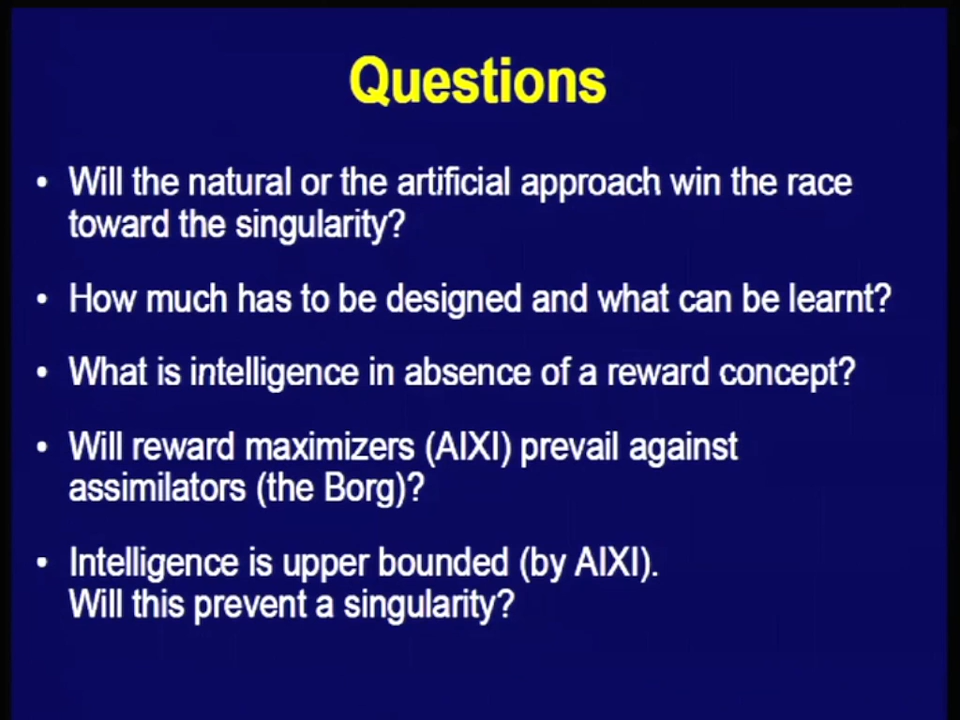 Questions
• Will the natural or the artificial approach win the race
toward the singularity?
• How much has to be designed and what can be learnt?
• What is intelligence in absence of a reward concept?
• Will reward maximizers (AIXI) prevail against
assimilators (the Borg)?
• Intelligence is upper bounded (by AIXI).
Will this prevent a singularity?